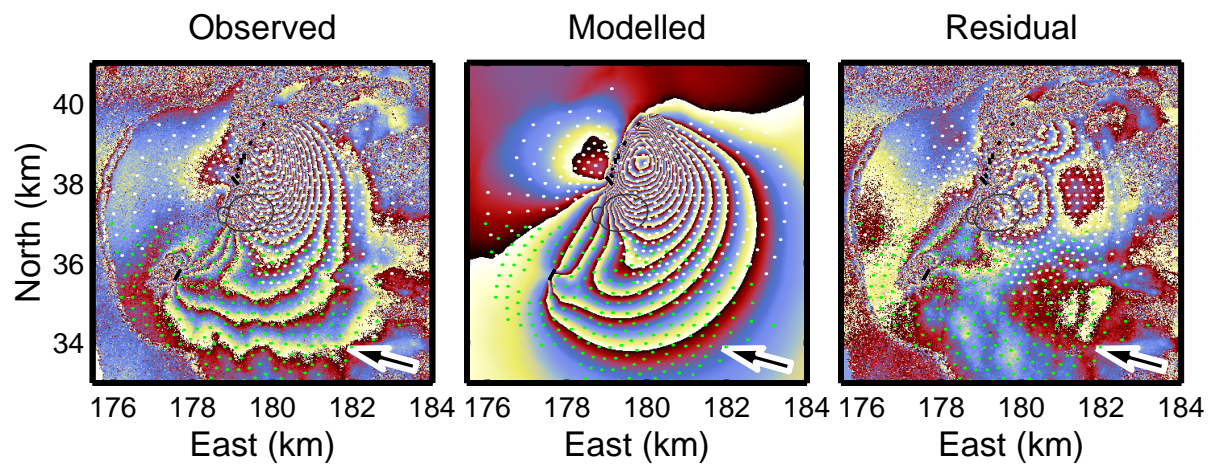 Observed Modelled Residual
40
38
36
34
North (km)
176 178 180 182 184 176 178 180 182 184 176 178 180 182 184
East (km) East (km) East (km)